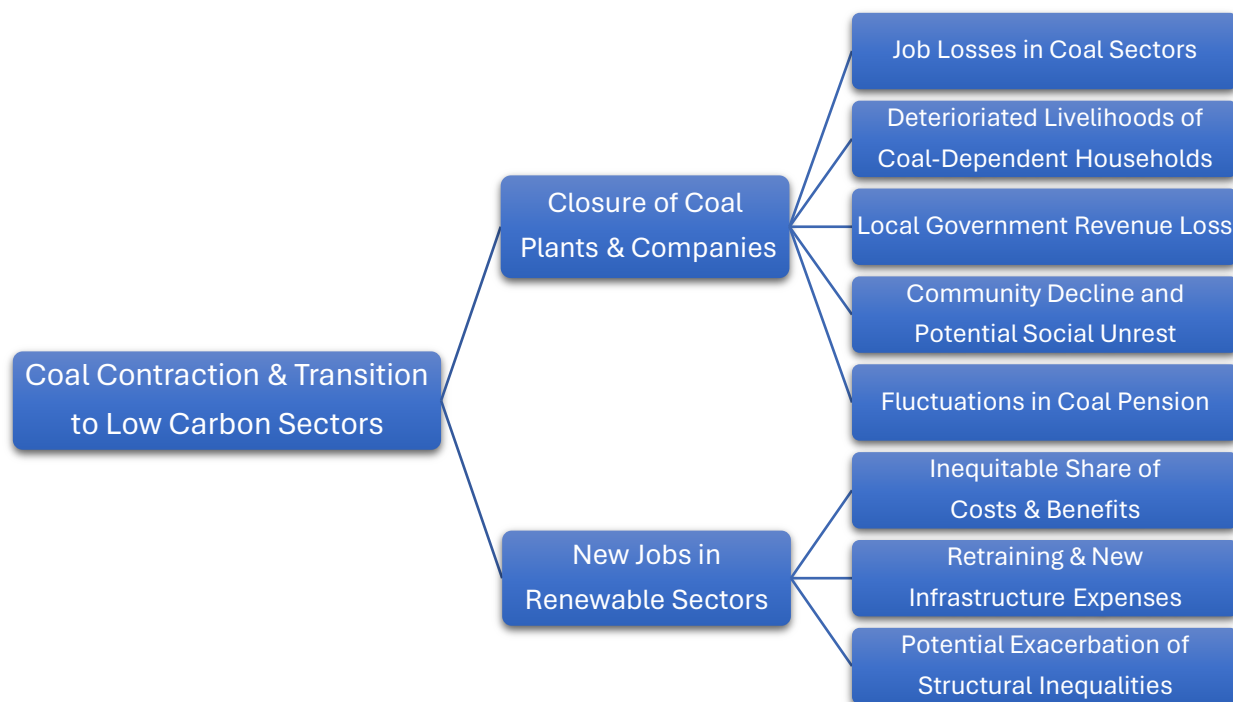 Coal Contraction & Transition
to Low Carbon Sectors
Closure of Coal
Plants & Companies
Job Losses in Coal Sectors
Deterioriated Livelihoods of
Coal-Dependent Households
Local Government Revenue Loss
Community Decline and
Potential Social Unrest
Fluctuations in Coal Pension
New Jobs in
Renewable Sectors
Inequitable Share of
Costs & Benefits
Retraining & New
Infrastructure Expenses
Potential Exacerbation of
Structural Inequalities